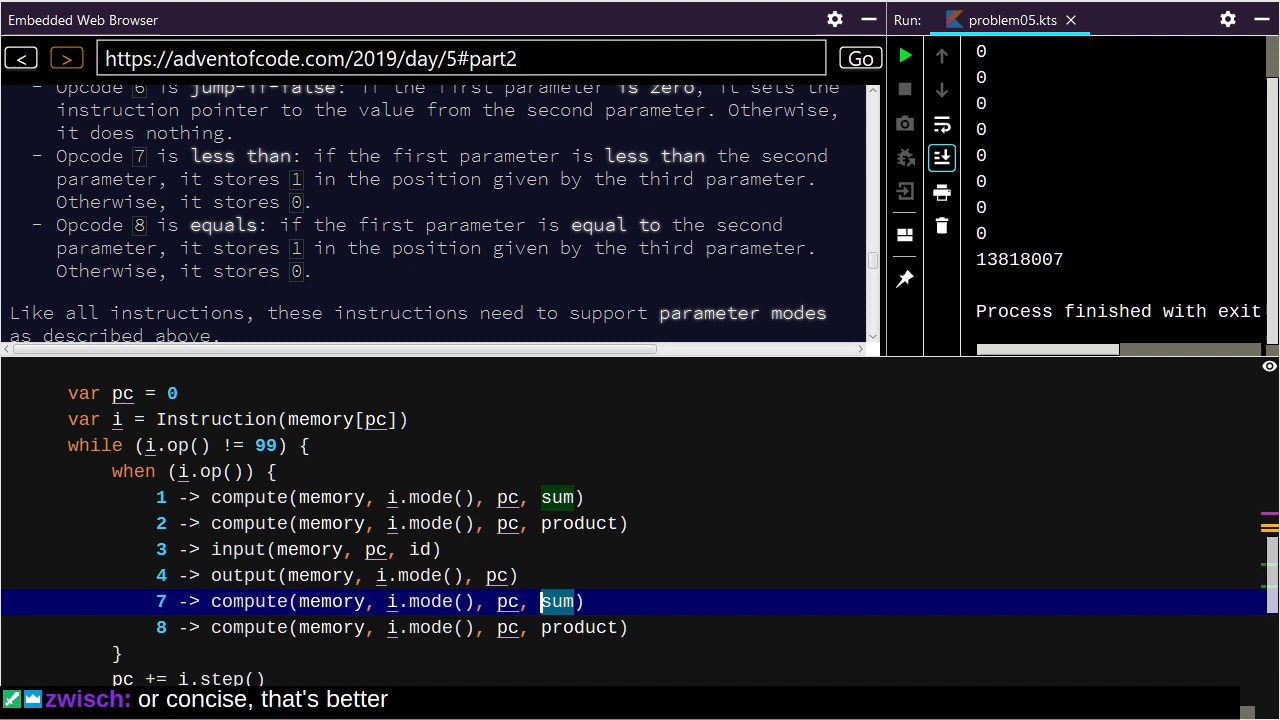 Embedded Web Browser
Run: problem05.kts
< > https://adventofcode.com/2019/day/5#part2 Go
- Opcode 6 is jump-if-false: if the first parameter is zero, it sets the
instruction pointer to the value from the second parameter. Otherwise,
it does nothing.
- Opcode 7 is less than: if the first parameter is less than the second
parameter, it stores 1 in the position given by the third parameter.
Otherwise, it stores 0.
- Opcode 8 is equals: if the first parameter is equal to the second
parameter, it stores 1 in the position given by the third parameter.
Otherwise, it stores 0.
Like all instructions, these instructions need to support parameter modes
as described above.
0
0
0
0
0
0
0
0
13818007
Process finished with exit
var pc = 0
var i = Instruction(memory[pc])
while (i.op() != 99) {
when (i.op()) {
1 -> compute(memory, i.mode(), pc, sum)
2 -> compute(memory, i.mode(), pc, product)
3 -> input(memory, pc, id)
4 -> output(memory, i.mode(), pc)
7 -> compute(memory, i.mode(), pc, sum)
8 -> compute(memory, i.mode(), pc, product)
}
pc += i.step()
zwisch: or concise, that's better